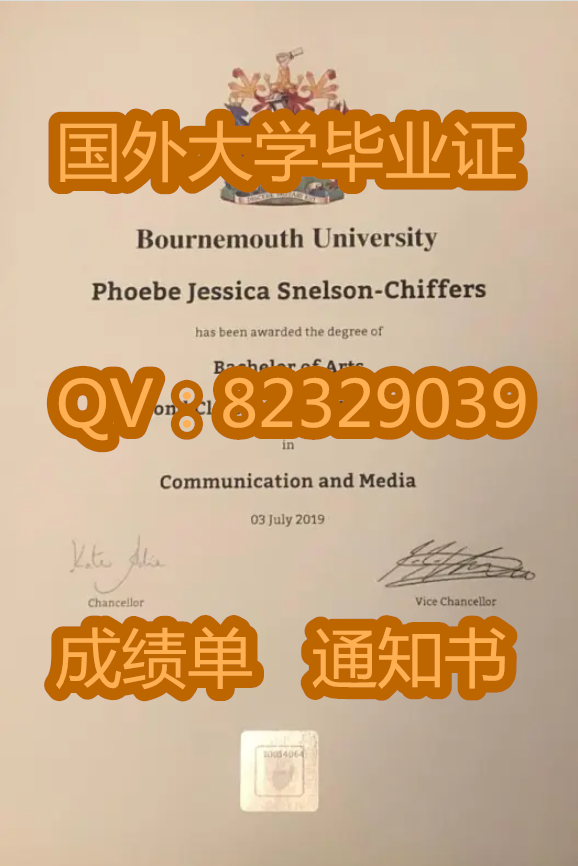 国外大学毕业证
Bournemouth University
Phoebe Jessica Snelson-Chiffers
has been awarded the degree of
Bachelor of Arts
QV:82329039
in
Communication and Media
03 July 2019
Chancellor
Vice Chancellor
成绩单 通知书